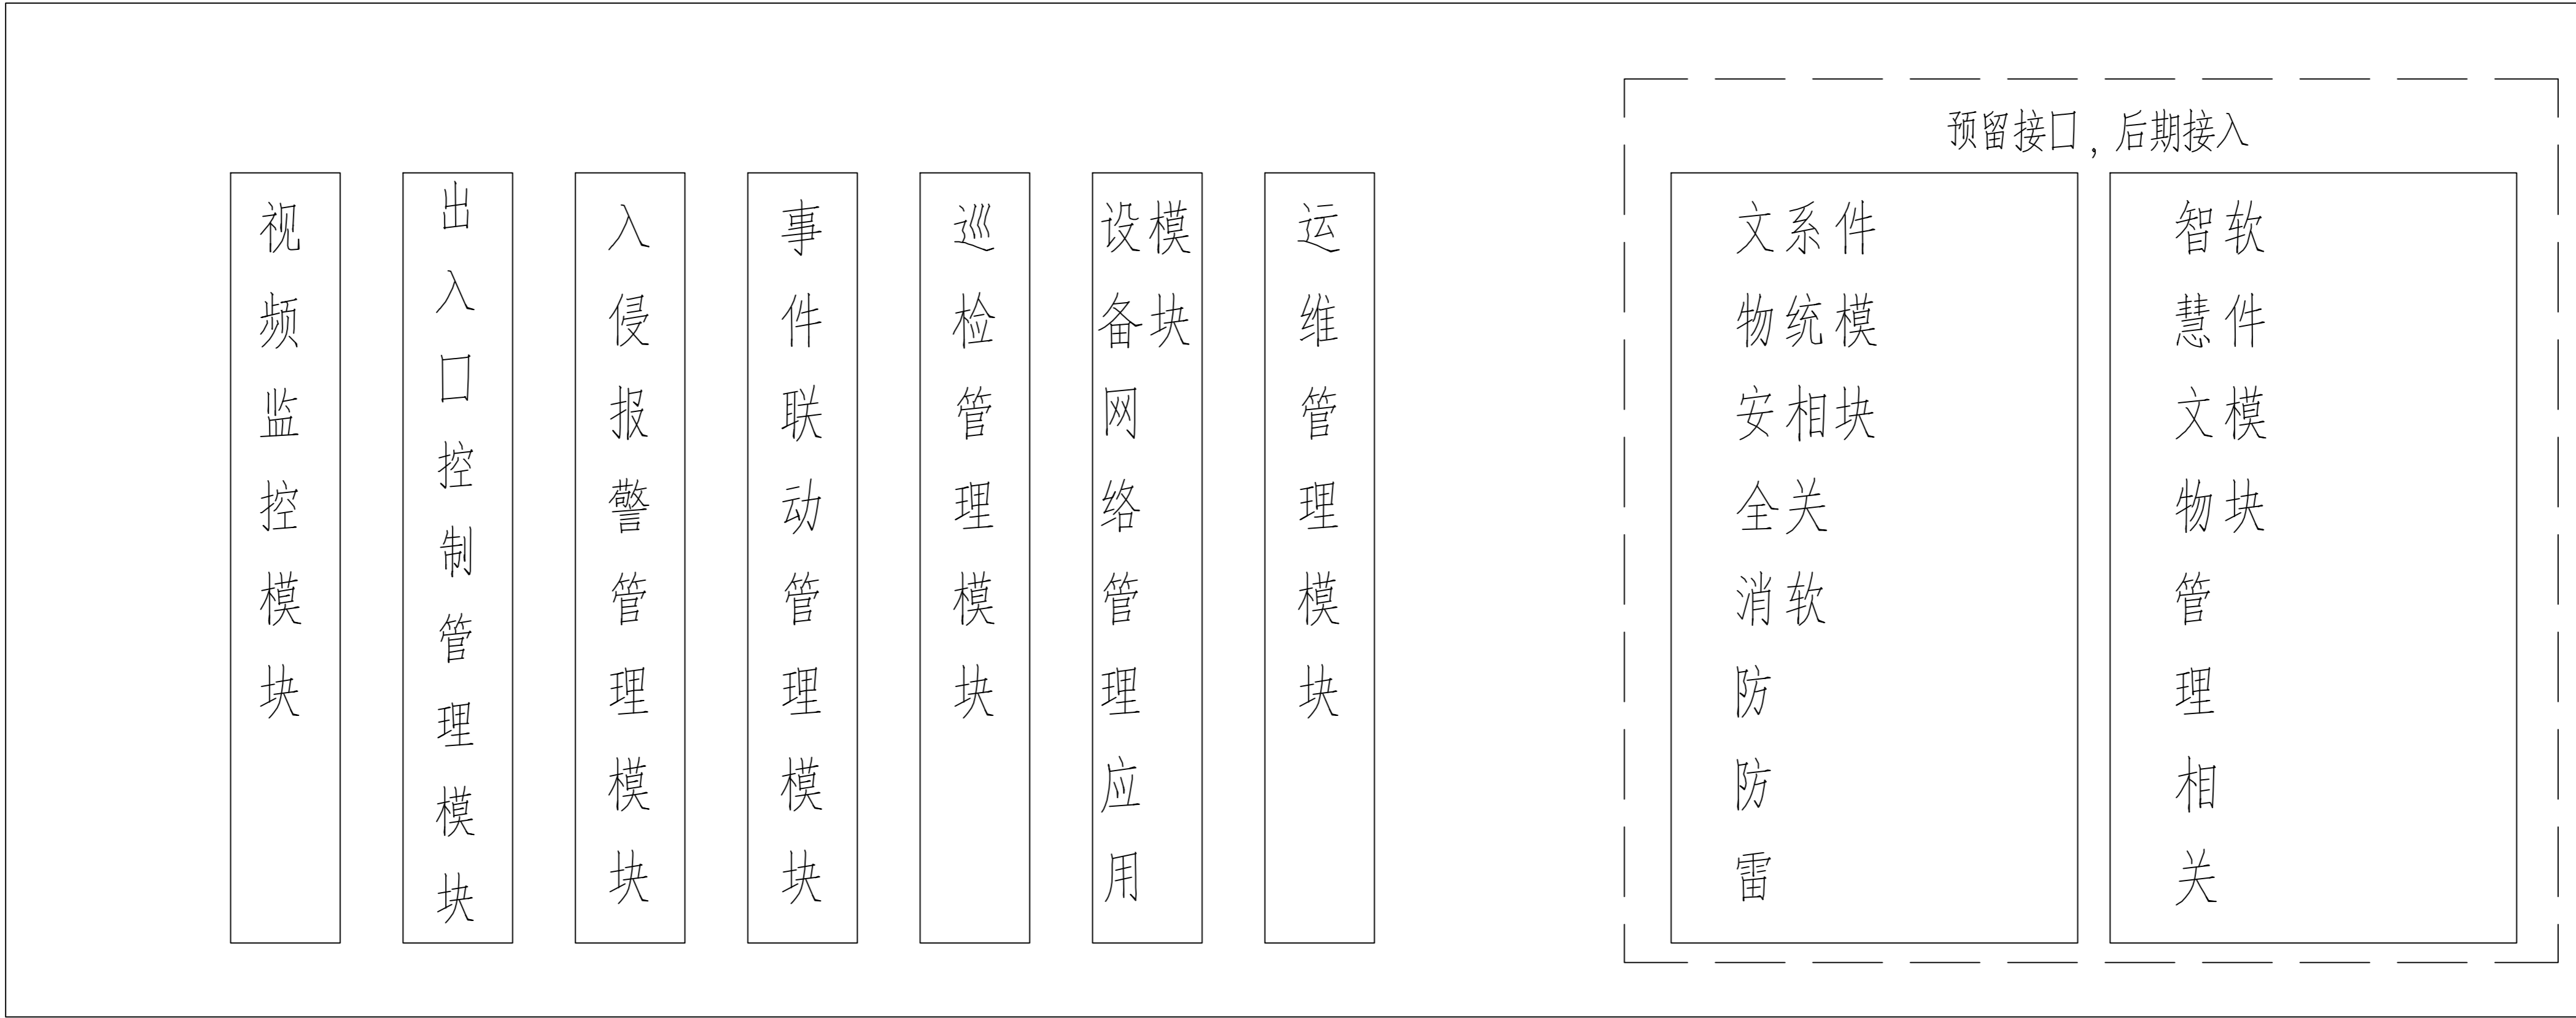 视频监控模块
出入口控制管理模块
入侵报警管理模块
事件联动管理模块
巡检管理模块
设备网络管理应用
模块
运维管理模块
预留接口，后期接入
文物安全消防防雷
系统相关软
件模块
智慧文物管理相关
软件模块